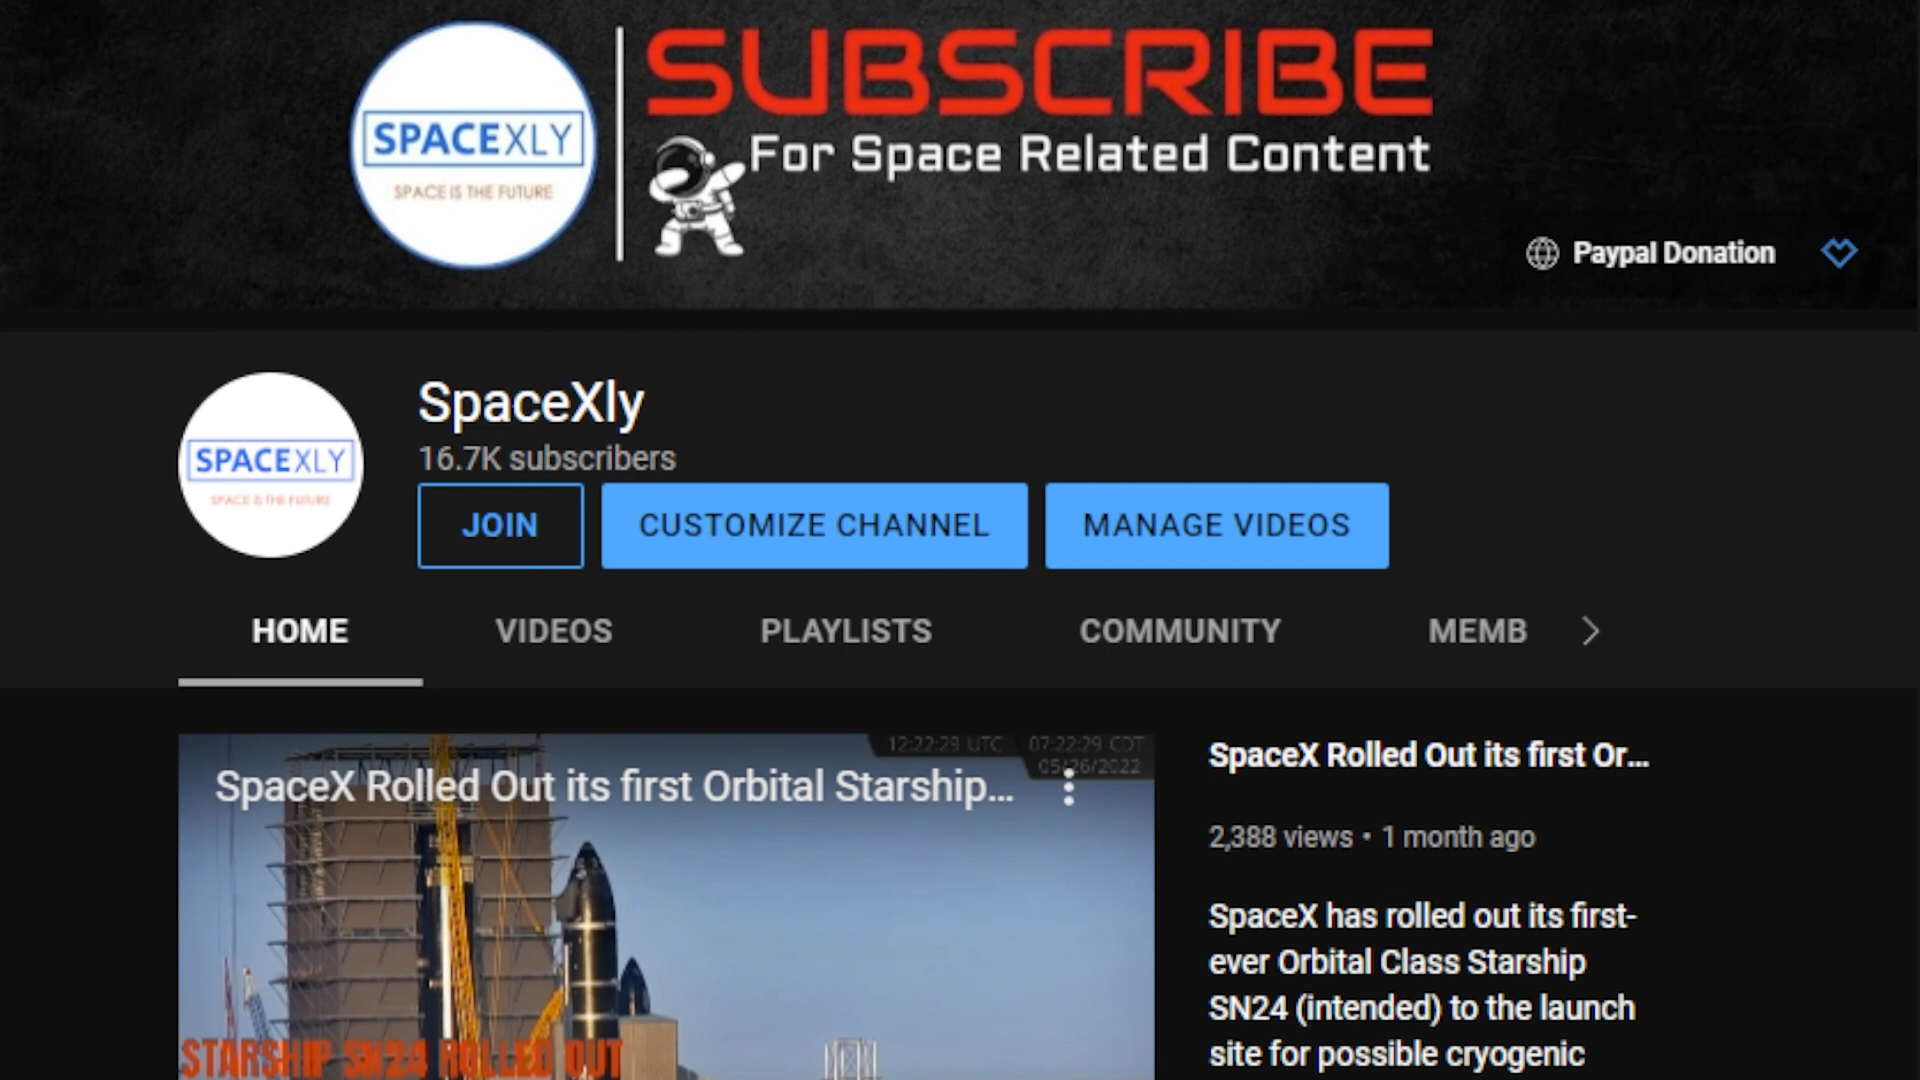 SUBSCRIBE
For Space Related Content
SPACEXLY
SPACE IS THE FUTURE
Paypal Donation
SpaceXly
16.7K subscribers
SPACEXLY
SPACE IS THE FUTURE
JOIN
CUSTOMIZE CHANNEL
MANAGE VIDEOS
HOME
VIDEOS
PLAYLISTS
COMMUNITY
MEMB
12:22:29 UTC
07:22:29 CDT
05/26/2022
SpaceX Rolled Out its first Orbital Starship...
STARSHIP SN24 ROLLED OUT
SpaceX Rolled Out its first Or...
2,388 views • 1 month ago
SpaceX has rolled out its first-
ever Orbital Class Starship
SN24 (intended) to the launch
site for possible cryogenic